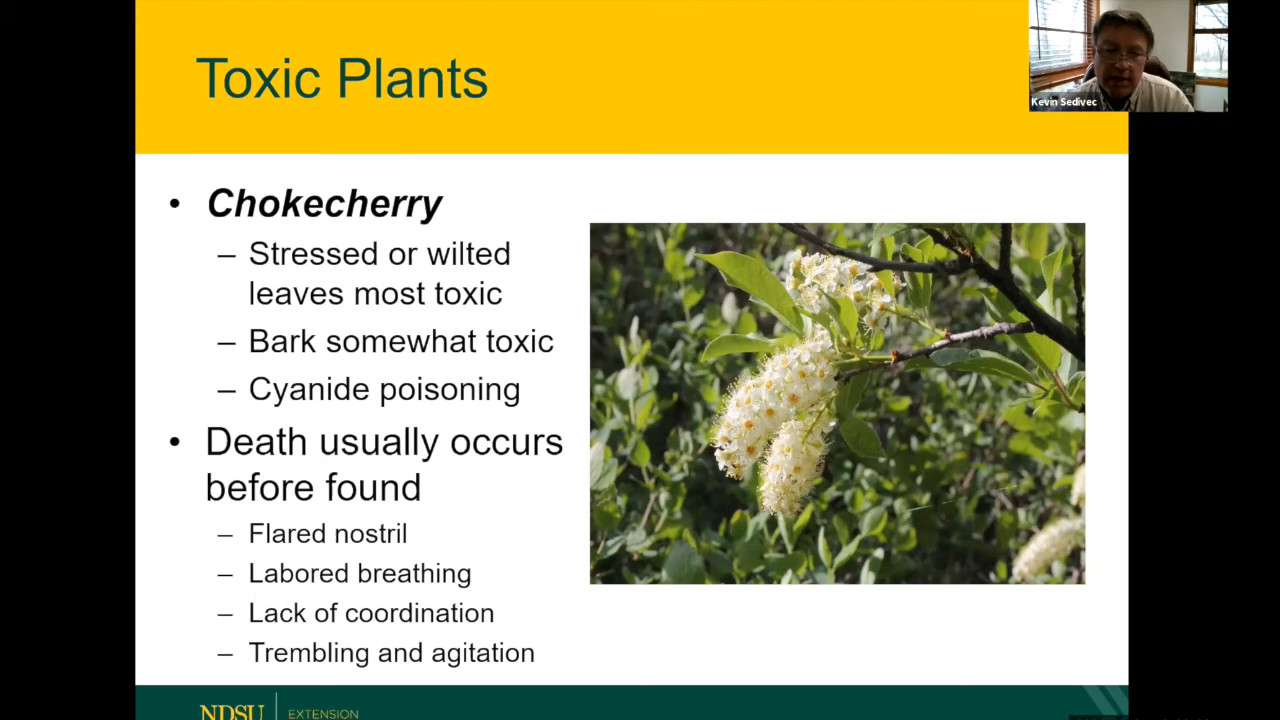 Toxic Plants
Kevin Sedivec
• Chokecherry
– Stressed or wilted
leaves most toxic
– Bark somewhat toxic
– Cyanide poisoning
• Death usually occurs
before found
– Flared nostril
– Labored breathing
– Lack of coordination
– Trembling and agitation
NDSU EXTENSION